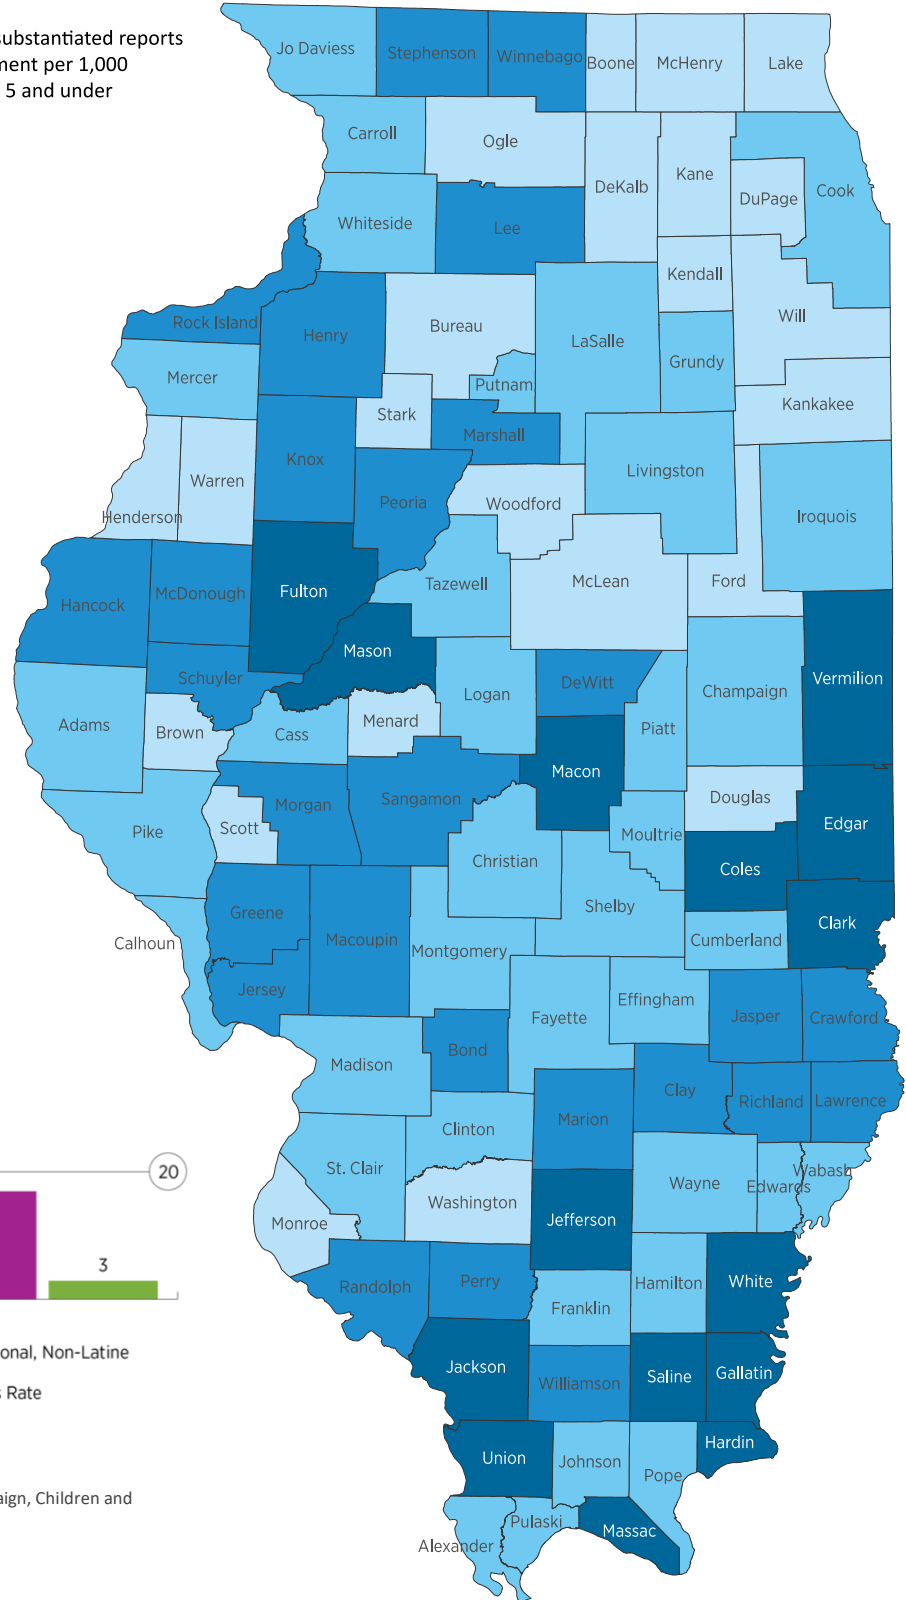 substantiated reports
ment per 1,000
5 and under
Jo Daviess
Stephenson
Winnebago
Boone
McHenry
Lake
Carroll
Ogle
DeKalb
Kane
DuPage
Cook
Whiteside
Lee
Kendall
Will
Rock Island
Henry
Bureau
LaSalle
Grundy
Mercer
Putnam
Stark
Kankakee
Marshall
Knox
Warren
Henderson
Peoria
Woodford
Livingston
Iroquois
Hancock
McDonough
Fulton
Tazewell
McLean
Ford
Mason
Schuyler
Logan
DeWitt
Champaign
Vermilion
Adams
Brown
Cass
Menard
Piatt
Macon
Pike
Scott
Morgan
Sangamon
Douglas
Moultrie
Edgar
Christian
Coles
Shelby
Greene
Clark
Calhoun
Macoupin
Montgomery
Cumberland
Jersey
Fayette
Effingham
Jasper
Crawford
Bond
Madison
Clay
Richland
Lawrence
Marion
Clinton
St. Clair
Wayne
Edwards
Wabash
20
Monroe
Washington
Jefferson
3
Randolph
Perry
Hamilton
White
Franklin
onal, Non-Latine
Jackson
Williamson
Saline
Gallatin
s Rate
Union
Johnson
Pope
Hardin
aign, Children and
Alexander
Pulaski
Massac